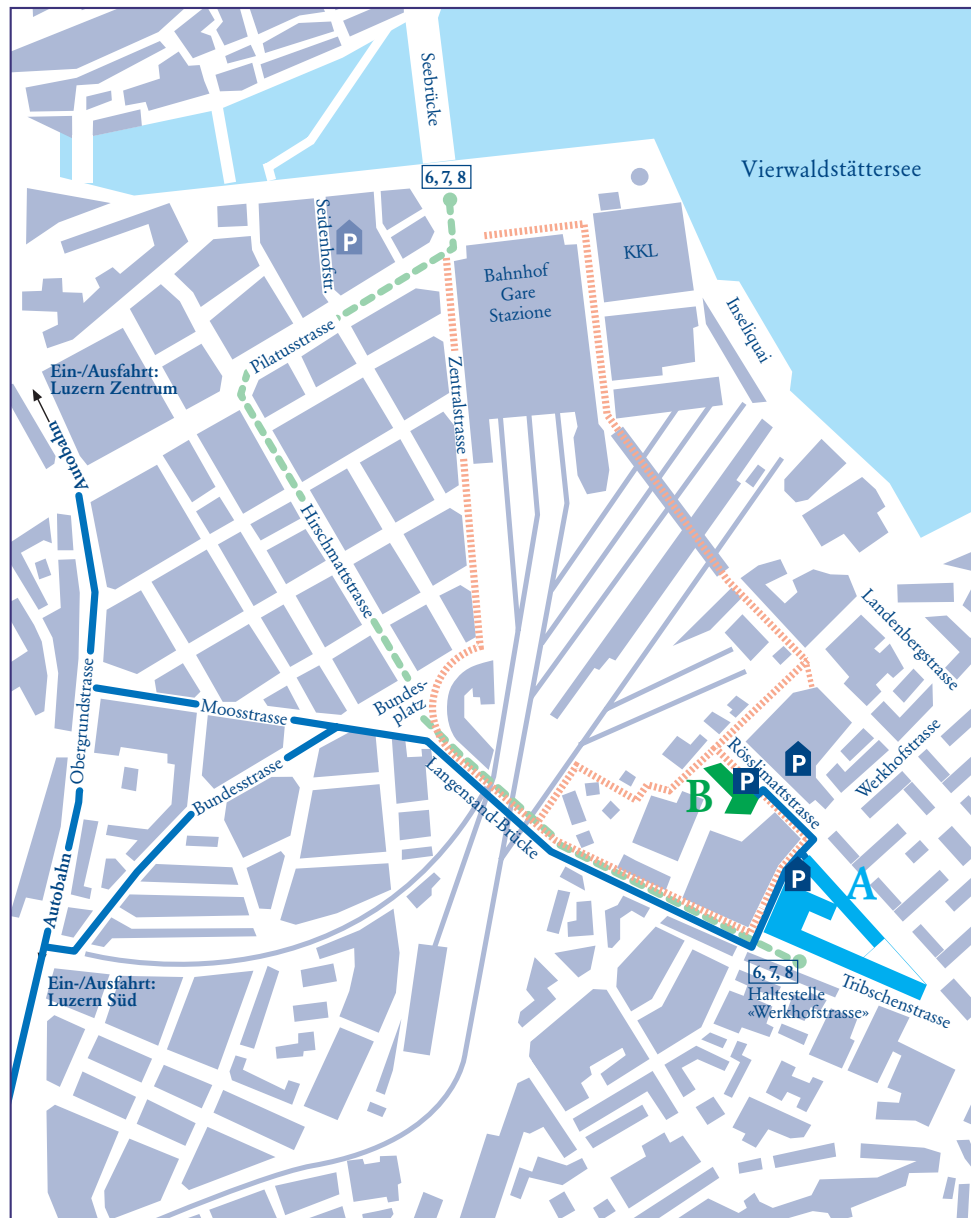 Seebrücke
6, 7, 8
Vierwaldstättersee
Seidenhofstr.
P
KKL
Bahnhof
Gare
Stazione
Inseliquai
Pilatusstrasse
Zentralstrasse
Ein-/Ausfahrt:
Luzern Zentrum
Autobahn
Hirschmattstrasse
Landenbergstrasse
Obergrundstrasse
Moosstrasse
Bundes-
platz
Bundesstrasse
Langensand-Brücke
Rösslimattstrasse
Werkhofstrasse
P
P
B
P
A
Autobahn
Ein-/Ausfahrt:
Luzern Süd
6, 7, 8
Haltestelle
«Werkhofstrasse»
Tribschenstrasse